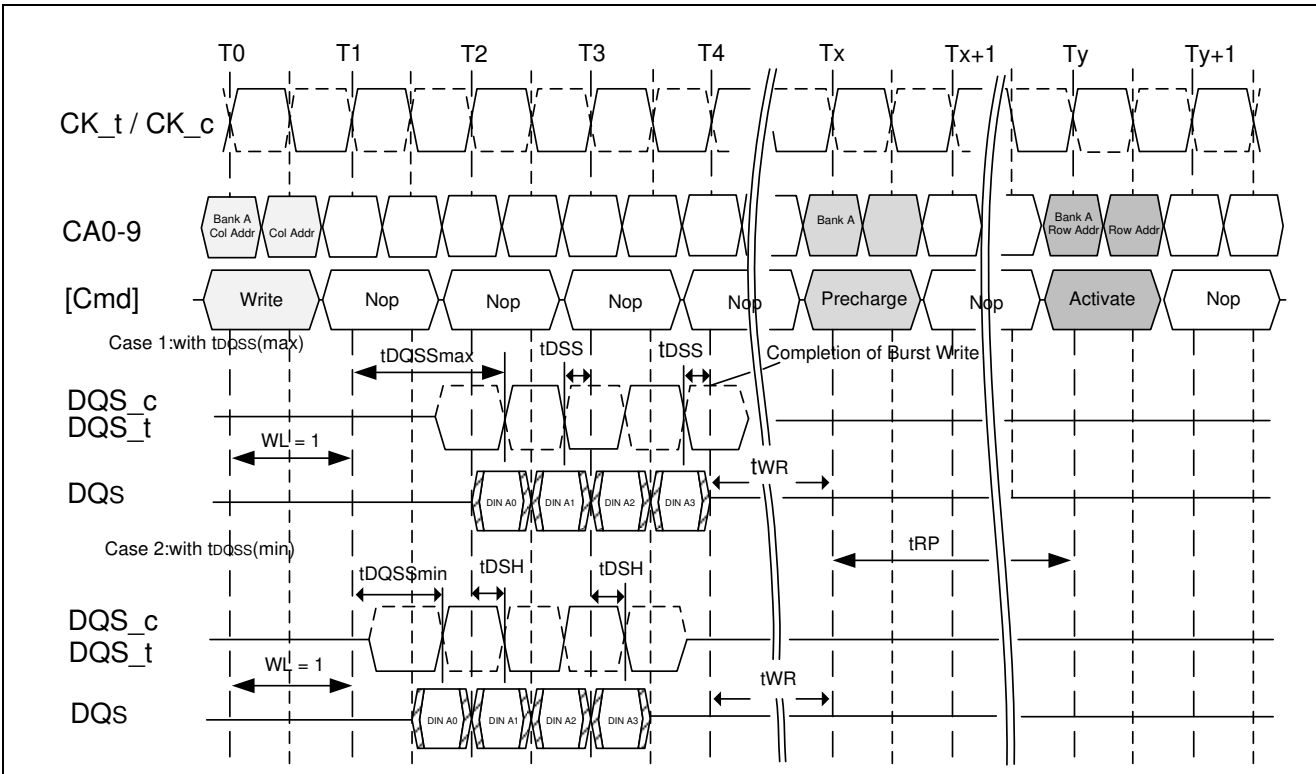 T0 T1 T2 T3 T4 Tx Tx+1 Ty Ty+1
CK_t / CK_c
CA0-9
Bank A
Col Addr
Col Addr
Bank A
Bank A
Row Addr
Row Addr
[Cmd]
Write Nop Nop Nop Nop Precharge Nop Activate Nop
Case 1:with tDQSS(max)
tDQSSmax
tDSS
tDSS
Completion of Burst Write
DQS_c
DQS_t
WL = 1
tWR
DQs
DIN A0 DIN A1 DIN A2 DIN A3
Case 2:with tDQSS(min)
tRP
tDQSSmin
tDSH
tDSH
DQS_c
DQS_t
WL = 1
tWR
DQs
DIN A0 DIN A1 DIN A2 DIN A3